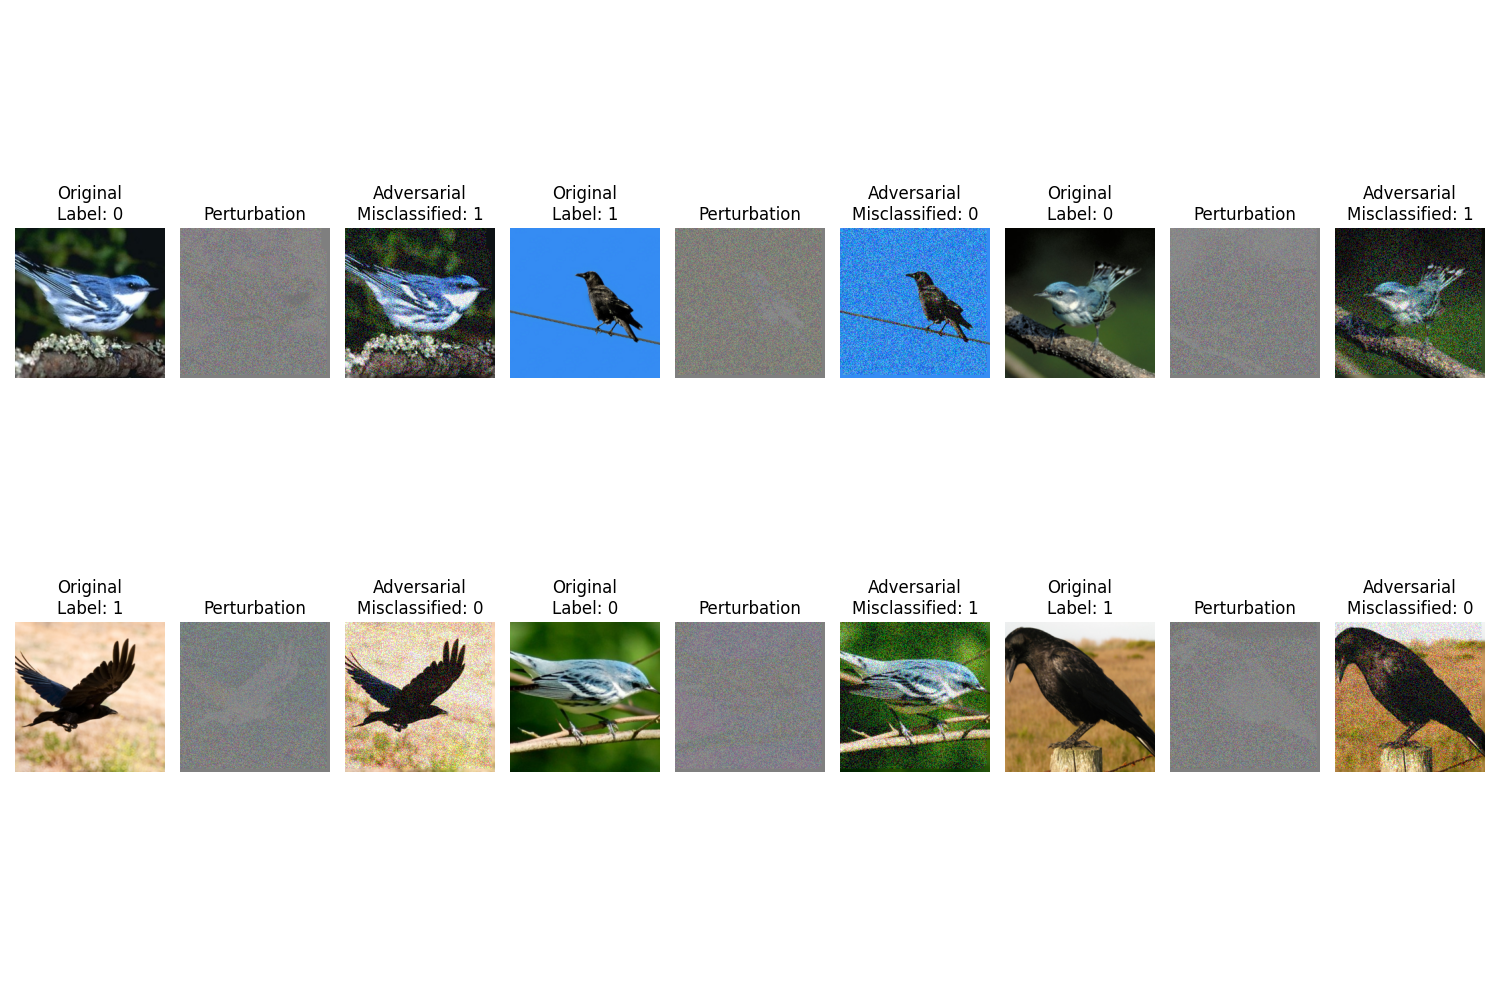 Original
Label: 0
Perturbation
Adversarial
Misclassified: 1
Original
Label: 1
Perturbation
Adversarial
Misclassified: 0
Original
Label: 0
Perturbation
Adversarial
Misclassified: 1
Original
Label: 1
Perturbation
Adversarial
Misclassified: 0
Original
Label: 0
Perturbation
Adversarial
Misclassified: 1
Original
Label: 1
Perturbation
Adversarial
Misclassified: 0